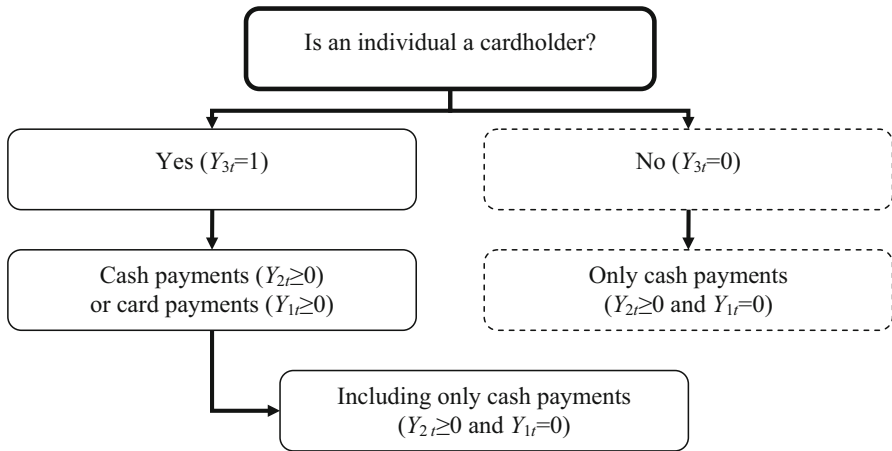 Is an individual a cardholder?
Yes (Y3t=1)
No (Y3t=0)
Cash payments (Y2t≥0)
or card payments (Y1t≥0)
Only cash payments
(Y2t≥0 and Y1t=0)
Including only cash payments
(Y2 t≥0 and Y1t=0)